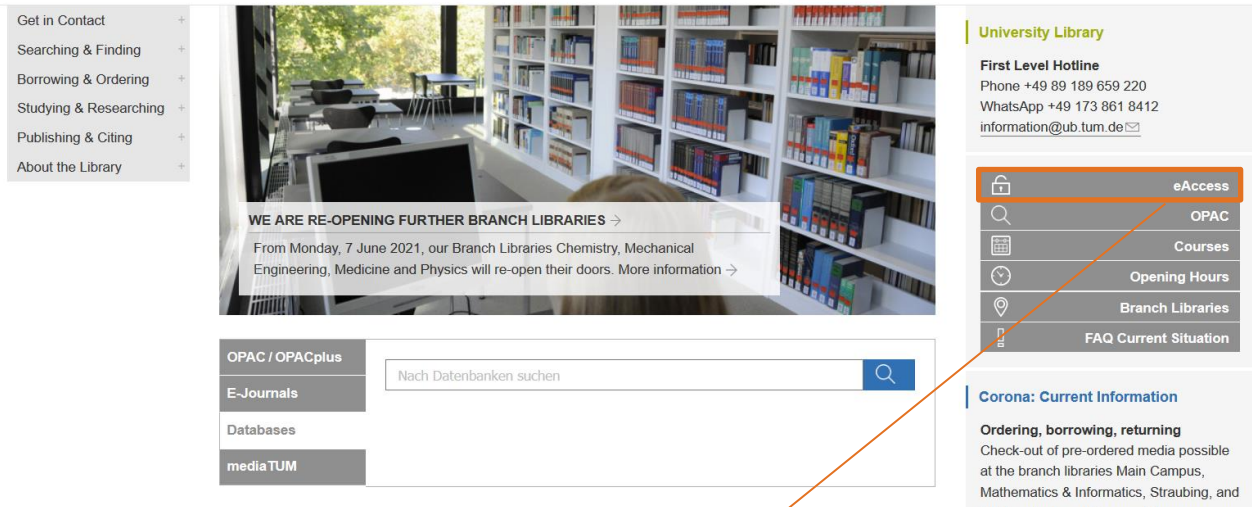 Get in Contact +
Searching & Finding +
Borrowing & Ordering +
Studying & Researching +
Publishing & Citing +
About the Library +
WE ARE RE-OPENING FURTHER BRANCH LIBRARIES →
From Monday, 7 June 2021, our Branch Libraries Chemistry, Mechanical
Engineering, Medicine and Physics will re-open their doors. More information →
OPAC / OPACplus
E-Journals
Databases
mediaTUM
Nach Datenbanken suchen
University Library
First Level Hotline
Phone +49 89 189 659 220
WhatsApp +49 173 861 8412
information@ub.tum.de
eAccess
OPAC
Courses
Opening Hours
Branch Libraries
FAQ Current Situation
Corona: Current Information
Ordering, borrowing, returning
Check-out of pre-ordered media possible
at the branch libraries Main Campus,
Mathematics & Informatics, Straubing, and